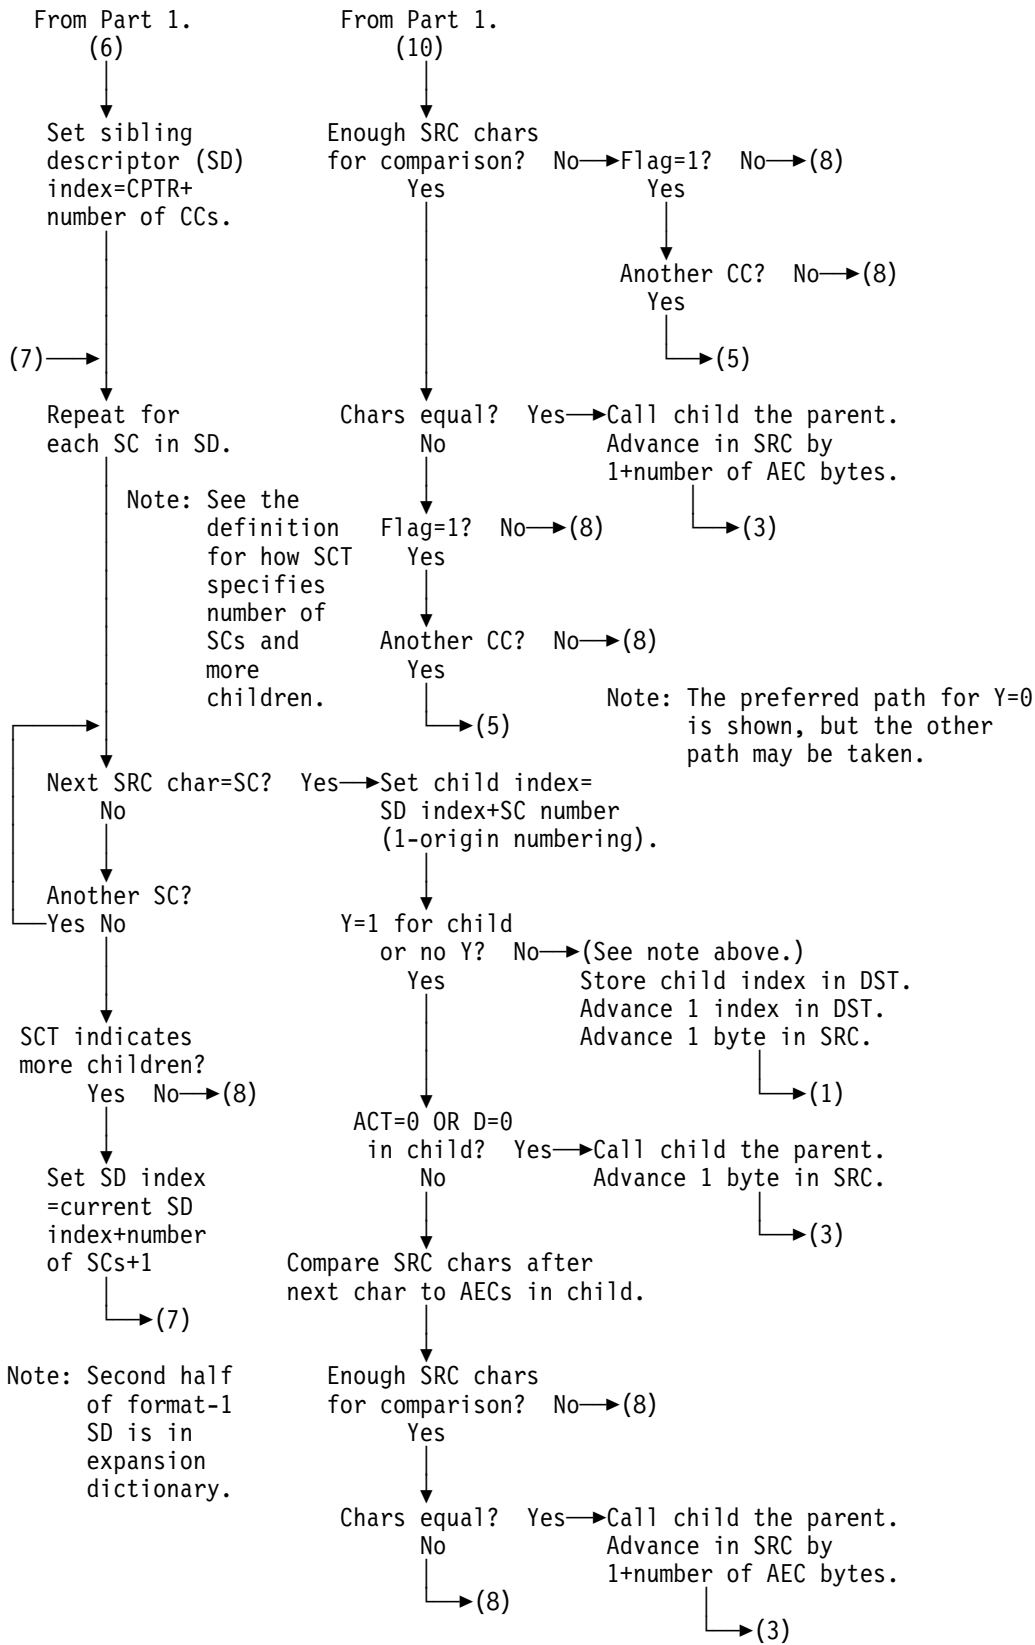 From Part 1.
(6)
From Part 1.
(10)
Set sibling
descriptor (SD)
index=CPTR+
number of CCs.
Enough SRC chars
for comparison? No
Yes
Flag=1? No
(8)
Yes
Another CC? No
(8)
Yes
(5)
(7)
Repeat for
each SC in SD.
Chars equal? Yes
No
Call child the parent.
Advance in SRC by
1+number of AEC bytes.
(3)
Note: See the
definition
for how SCT
specifies
number of
SCs and
more
children.
Flag=1? No
(8)
Yes
Another CC? No
(8)
Yes
(5)
Note: The preferred path for Y=0
is shown, but the other
path may be taken.
Next SRC char=SC? Yes
No
Set child index=
SD index+SC number
(1-origin numbering).
Another SC?
Yes No
Y=1 for child
or no Y? No
Yes
(See note above.)
Store child index in DST.
Advance 1 index in DST.
Advance 1 byte in SRC.
(1)
SCT indicates
more children?
Yes No
(8)
ACT=0 OR D=0
in child? Yes
No
Call child the parent.
Advance 1 byte in SRC.
(3)
Set SD index
=current SD
index+number
of SCs+1
(7)
Compare SRC chars after
next char to AECs in child.
Note: Second half
of format-1
SD is in
expansion
dictionary.
Enough SRC chars
for comparison? No
(8)
Yes
Chars equal? Yes
No
(8)
Call child the parent.
Advance in SRC by
1+number of AEC bytes.
(3)